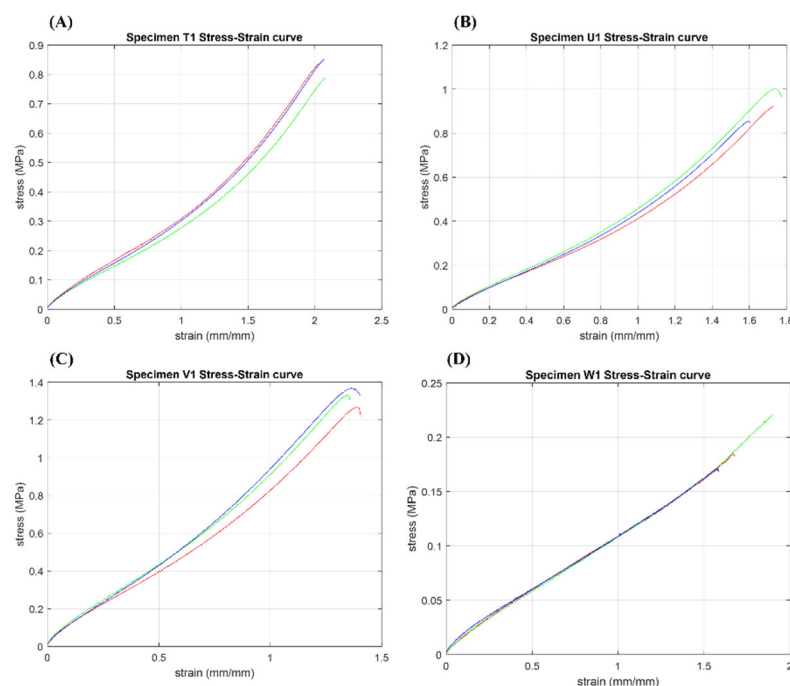 (A)
Specimen T1 Stress-Strain curve
0.9
0.8
0.7
0.6
0.5
0.4
0.3
0.2
0.1
0
stress (MPa)
0 0.5 1 1.5 2 2.5
strain (mm/mm)
(B)
Specimen U1 Stress-Strain curve
1.2
1
0.8
0.6
0.4
0.2
0
stress (MPa)
0 0.2 0.4 0.6 0.8 1 1.2 1.4 1.6 1.8
strain (mm/mm)
(C)
Specimen V1 Stress-Strain curve
1.4
1.2
1
0.8
0.6
0.4
0.2
0
stress (MPa)
0 0.5 1 1.5
strain (mm/mm)
(D)
Specimen W1 Stress-Strain curve
0.25
0.2
0.15
0.1
0.05
0
stress (MPa)
0 0.5 1 1.5 2
strain (mm/mm)